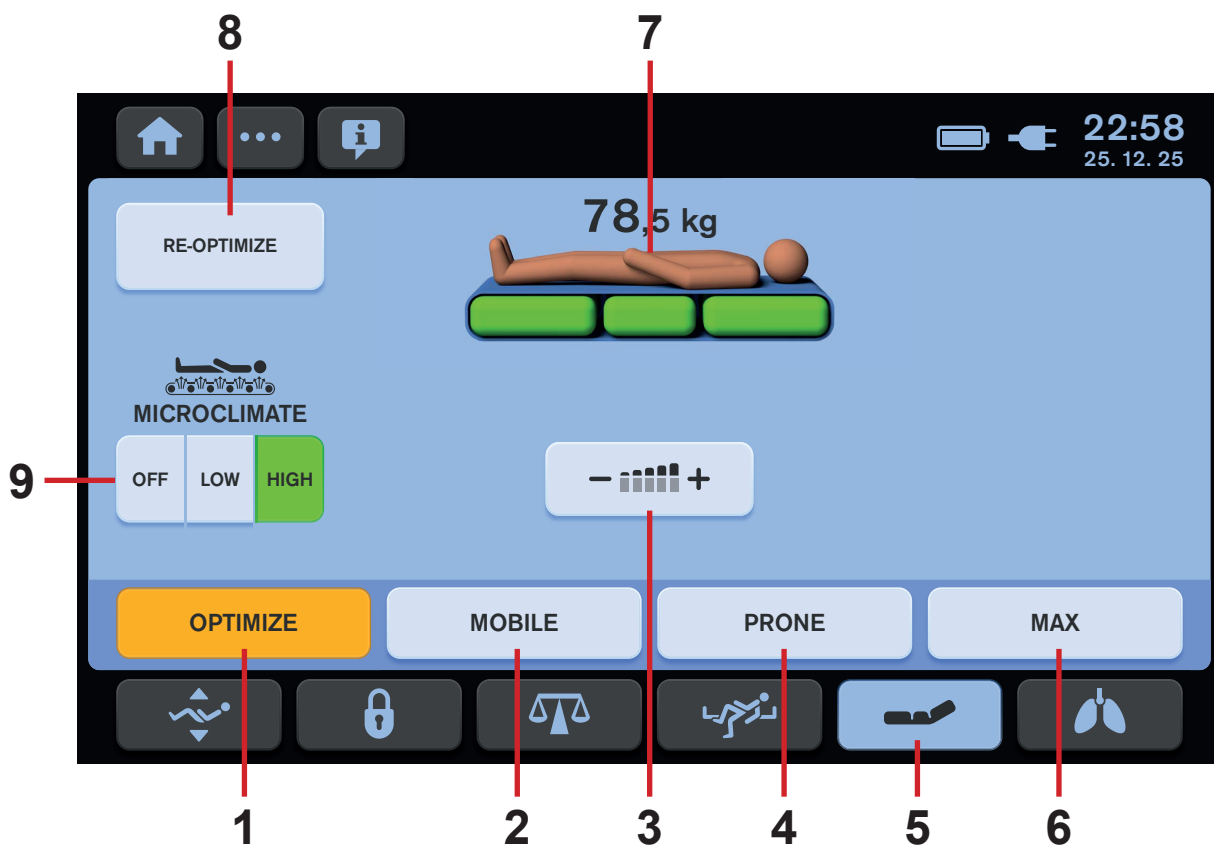 8
7
22:58
25. 12. 25
RE-OPTIMIZE
78,5 kg
MICROCLIMATE
9
OFF LOW HIGH
- +
OPTIMIZE MOBILE PRONE MAX
1 2 3 4 5 6